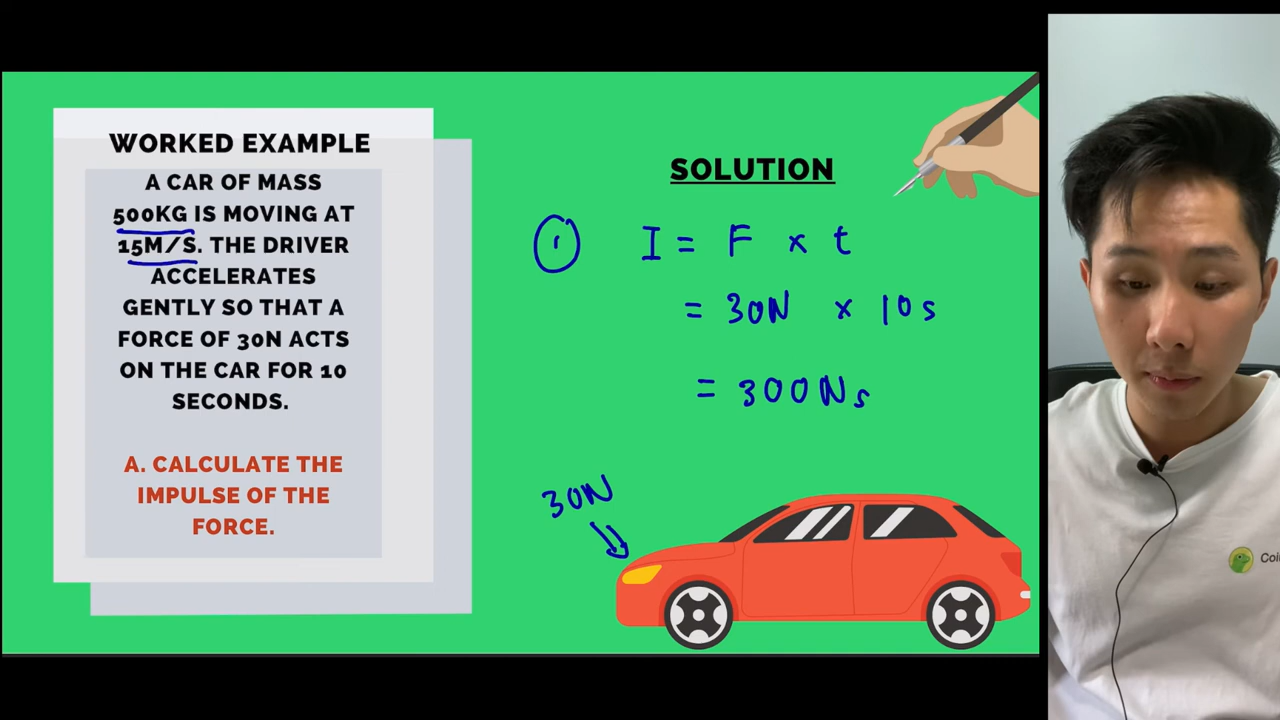 WORKED EXAMPLE
A CAR OF MASS
500KG IS MOVING AT
15M/S. THE DRIVER
ACCELERATES
GENTLY SO THAT A
FORCE OF 30N ACTS
ON THE CAR FOR 10
SECONDS.
A. CALCULATE THE
IMPULSE OF THE
FORCE.
SOLUTION
1 I = F × t
= 30N × 10s
= 300Ns
30N